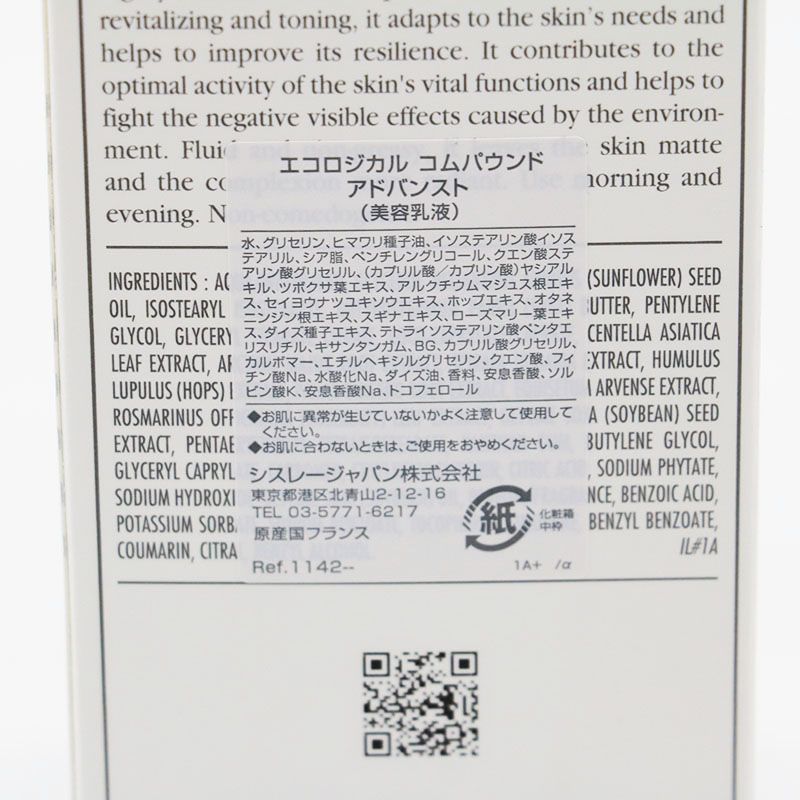 revitalizing and toning, it adapts to the skin's needs and
helps to improve its resilience. It contributes to the
optimal activity of the skin's vital functions and helps to
fight the negative visible effects caused by the environ-
ment. Fluid and non-greasy, it leaves the skin matte
and the complexion radiant. Use morning and
evening. Non-comedog
エコロジカル コムパウンド
アドバンスト
(美容乳液)
水、グリセリン、ヒマワリ種子油、イソステアリン酸イソス
テアリル、シア脂、ペンチレングリコール、クエン酸ステ
アリン酸グリセリル、(カプリル酸/カプリン酸)ヤシアル
キル、ツボクサ葉エキス、アルクチウムマジュス根エキ
ス、セイヨウナツユキソウエキス、ホップエキス、オタネ
ニンジン根エキス、スギナエキス、ローズマリー葉エキ
ス、ダイズ種子エキス、テトライソステアリン酸ペンタエ
リスリチル、キサンタンガム、BG、カプリル酸グリセリル、
カルボマー、エチルヘキシルグリセリン、クエン酸、フィ
チン酸Na、水酸化Na、ダイズ油、香料、安息香酸、ソル
ビン酸K、安息香酸Na、トコフェロール
◆お肌に異常が生じていないかよく注意して使用して
ください。
◆お肌に合わないときは、ご使用をおやめください。
シスレージャパン株式会社
東京都港区北青山2-12-16
TEL 03-5771-6217
原産国フランス
Ref.1142--
紙
化粧箱
中枠
1A+ /α
INGREDIENTS : (SUNFLOWER) SEED
OIL, ISOSTEARYL BUTTER, PENTYLENE
GLYCOL, CENTELLA ASIATICA
LEAF EXTRACT, EXTRACT, HUMULUS
LUPULUS (HOPS) ARVENSE EXTRACT,
ROSMARINUS (SOYBEAN) SEED
EXTRACT, BUTYLENE GLYCOL,
GLYCERYL CITRIC ACID, SODIUM PHYTATE,
SODIUM BENZOIC ACID,
POTASSIUM BENZYL BENZOATE,
COUMARIN, IL#1A